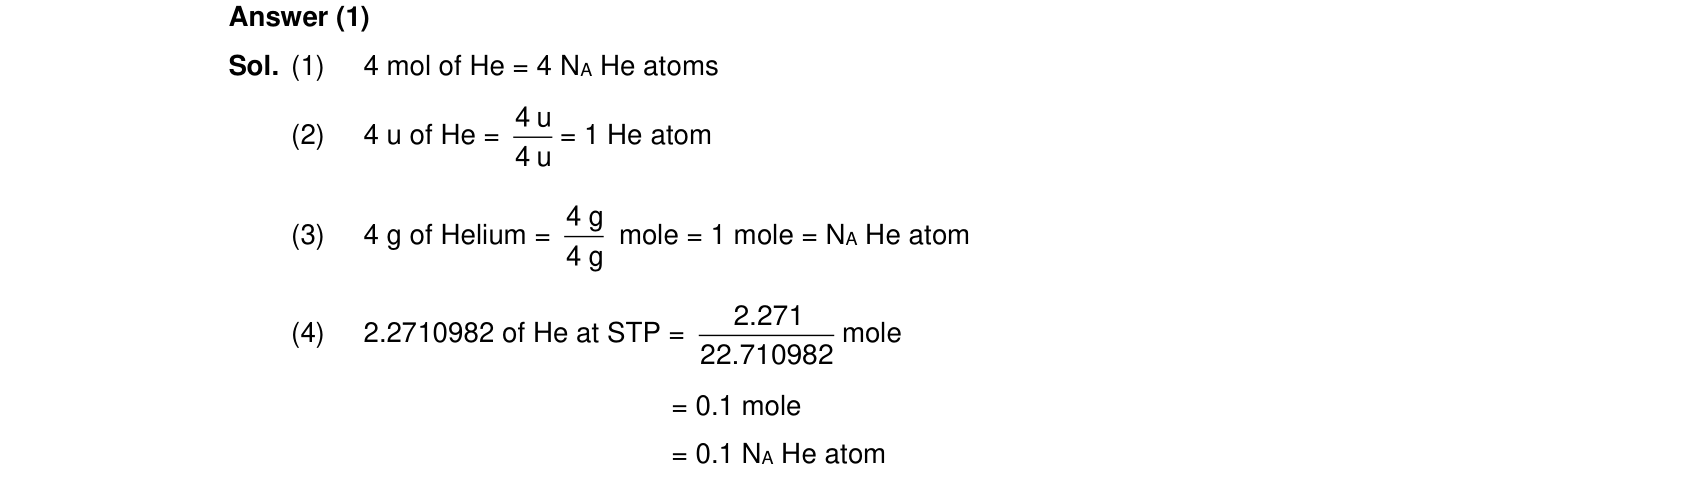 Answer (1)
Sol. (1) 4 mol of He = 4 NA He atoms
(2) 4 u of He = 4 u / 4 u = 1 He atom
(3) 4 g of Helium = 4 g / 4 g mole = 1 mole = NA He atom
(4) 2.2710982 of He at STP = 2.271 / 22.710982 mole
= 0.1 mole
= 0.1 NA He atom